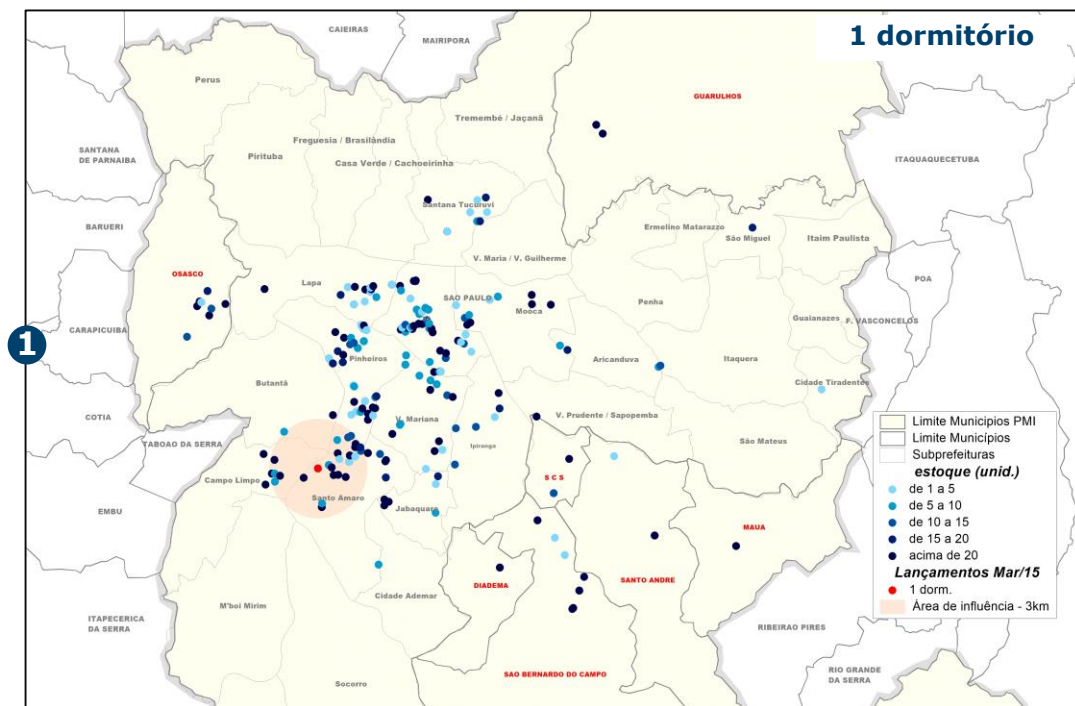 1 dormitório
CAIEIRAS
MAIRIPORA
Perus
GUARULHOS
Tremembé / Jaçanã
Freguesia / Brasilândia
SANTANA
DE PARNAIBA
Pirituba
Casa Verde / Cachoeirinha
ITAQUAQUECETUBA
Santana Tucuruvi
BARUERI
Ermelino Matarazzo
São Miguel
Itaim Paulista
V. Maria / V. Guilherme
OSASCO
POA
Lapa
SAO PAULO
Penha
Mooca
Guaianazes
F. VASCONCELOS
CARAPICUIBA
1
Pinheiros
Aricanduva
Itaquera
Butantã
Cidade Tiradentes
COTIA
V. Mariana
V. Prudente / Sapopemba
TABOAO DA SERRA
Ipiranga
São Mateus
Campo Limpo
S C S
Santo Amaro
EMBU
Jabaquara
MAUA
DIADEMA
SANTO ANDRE
Cidade Ademar
M'boi Mirim
ITAPECERICA
DA SERRA
RIBEIRAO PIRES
SAO BERNARDO DO CAMPO
RIO GRANDE
DA SERRA
Socorro
Limite Municipios PMI
Limite Municípios
Subprefeituras
estoque (unid.)
de 1 a 5
de 5 a 10
de 10 a 15
de 15 a 20
acima de 20
Lançamentos Mar/15
1 dorm.
Área de influência - 3km